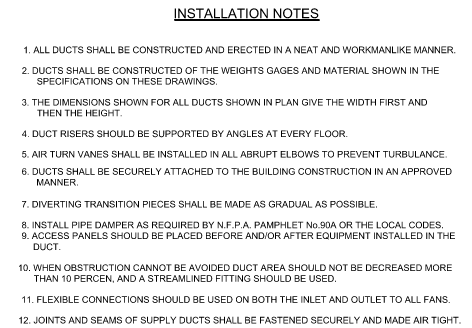 INSTALLATION NOTES
1. ALL DUCTS SHALL BE CONSTRUCTED AND ERECTED IN A NEAT AND WORKMANLIKE MANNER.
2. DUCTS SHALL BE CONSTRUCTED OF THE WEIGHTS GAGES AND MATERIAL SHOWN IN THE
SPECIFICATIONS ON THESE DRAWINGS.
3. THE DIMENSIONS SHOWN FOR ALL DUCTS SHOWN IN PLAN GIVE THE WIDTH FIRST AND
THEN THE HEIGHT.
4. DUCT RISERS SHOULD BE SUPPORTED BY ANGLES AT EVERY FLOOR.
5. AIR TURN VANES SHALL BE INSTALLED IN ALL ABRUPT ELBOWS TO PREVENT TURBULANCE.
6. DUCTS SHALL BE SECURELY ATTACHED TO THE BUILDING CONSTRUCTION IN AN APPROVED
MANNER.
7. DIVERTING TRANSITION PIECES SHALL BE MADE AS GRADUAL AS POSSIBLE.
8. INSTALL PIPE DAMPER AS REQUIRED BY N.F.P.A. PAMPHLET No.90A OR THE LOCAL CODES.
9. ACCESS PANELS SHOULD BE PLACED BEFORE AND/OR AFTER EQUIPMENT INSTALLED IN THE
DUCT.
10. WHEN OBSTRUCTION CANNOT BE AVOIDED DUCT AREA SHOULD NOT BE DECREASED MORE
THAN 10 PERCEN, AND A STREAMLINED FITTING SHOULD BE USED.
11. FLEXIBLE CONNECTIONS SHOULD BE USED ON BOTH THE INLET AND OUTLET TO ALL FANS.
12. JOINTS AND SEAMS OF SUPPLY DUCTS SHALL BE FASTENED SECURELY AND MADE AIR TIGHT.